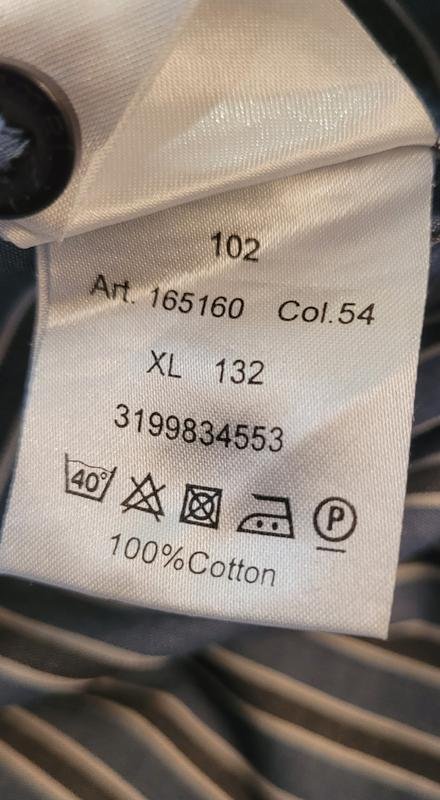 102
Art. 165160 Col.54
XL 132
3199834553
40° P
100%Cotton